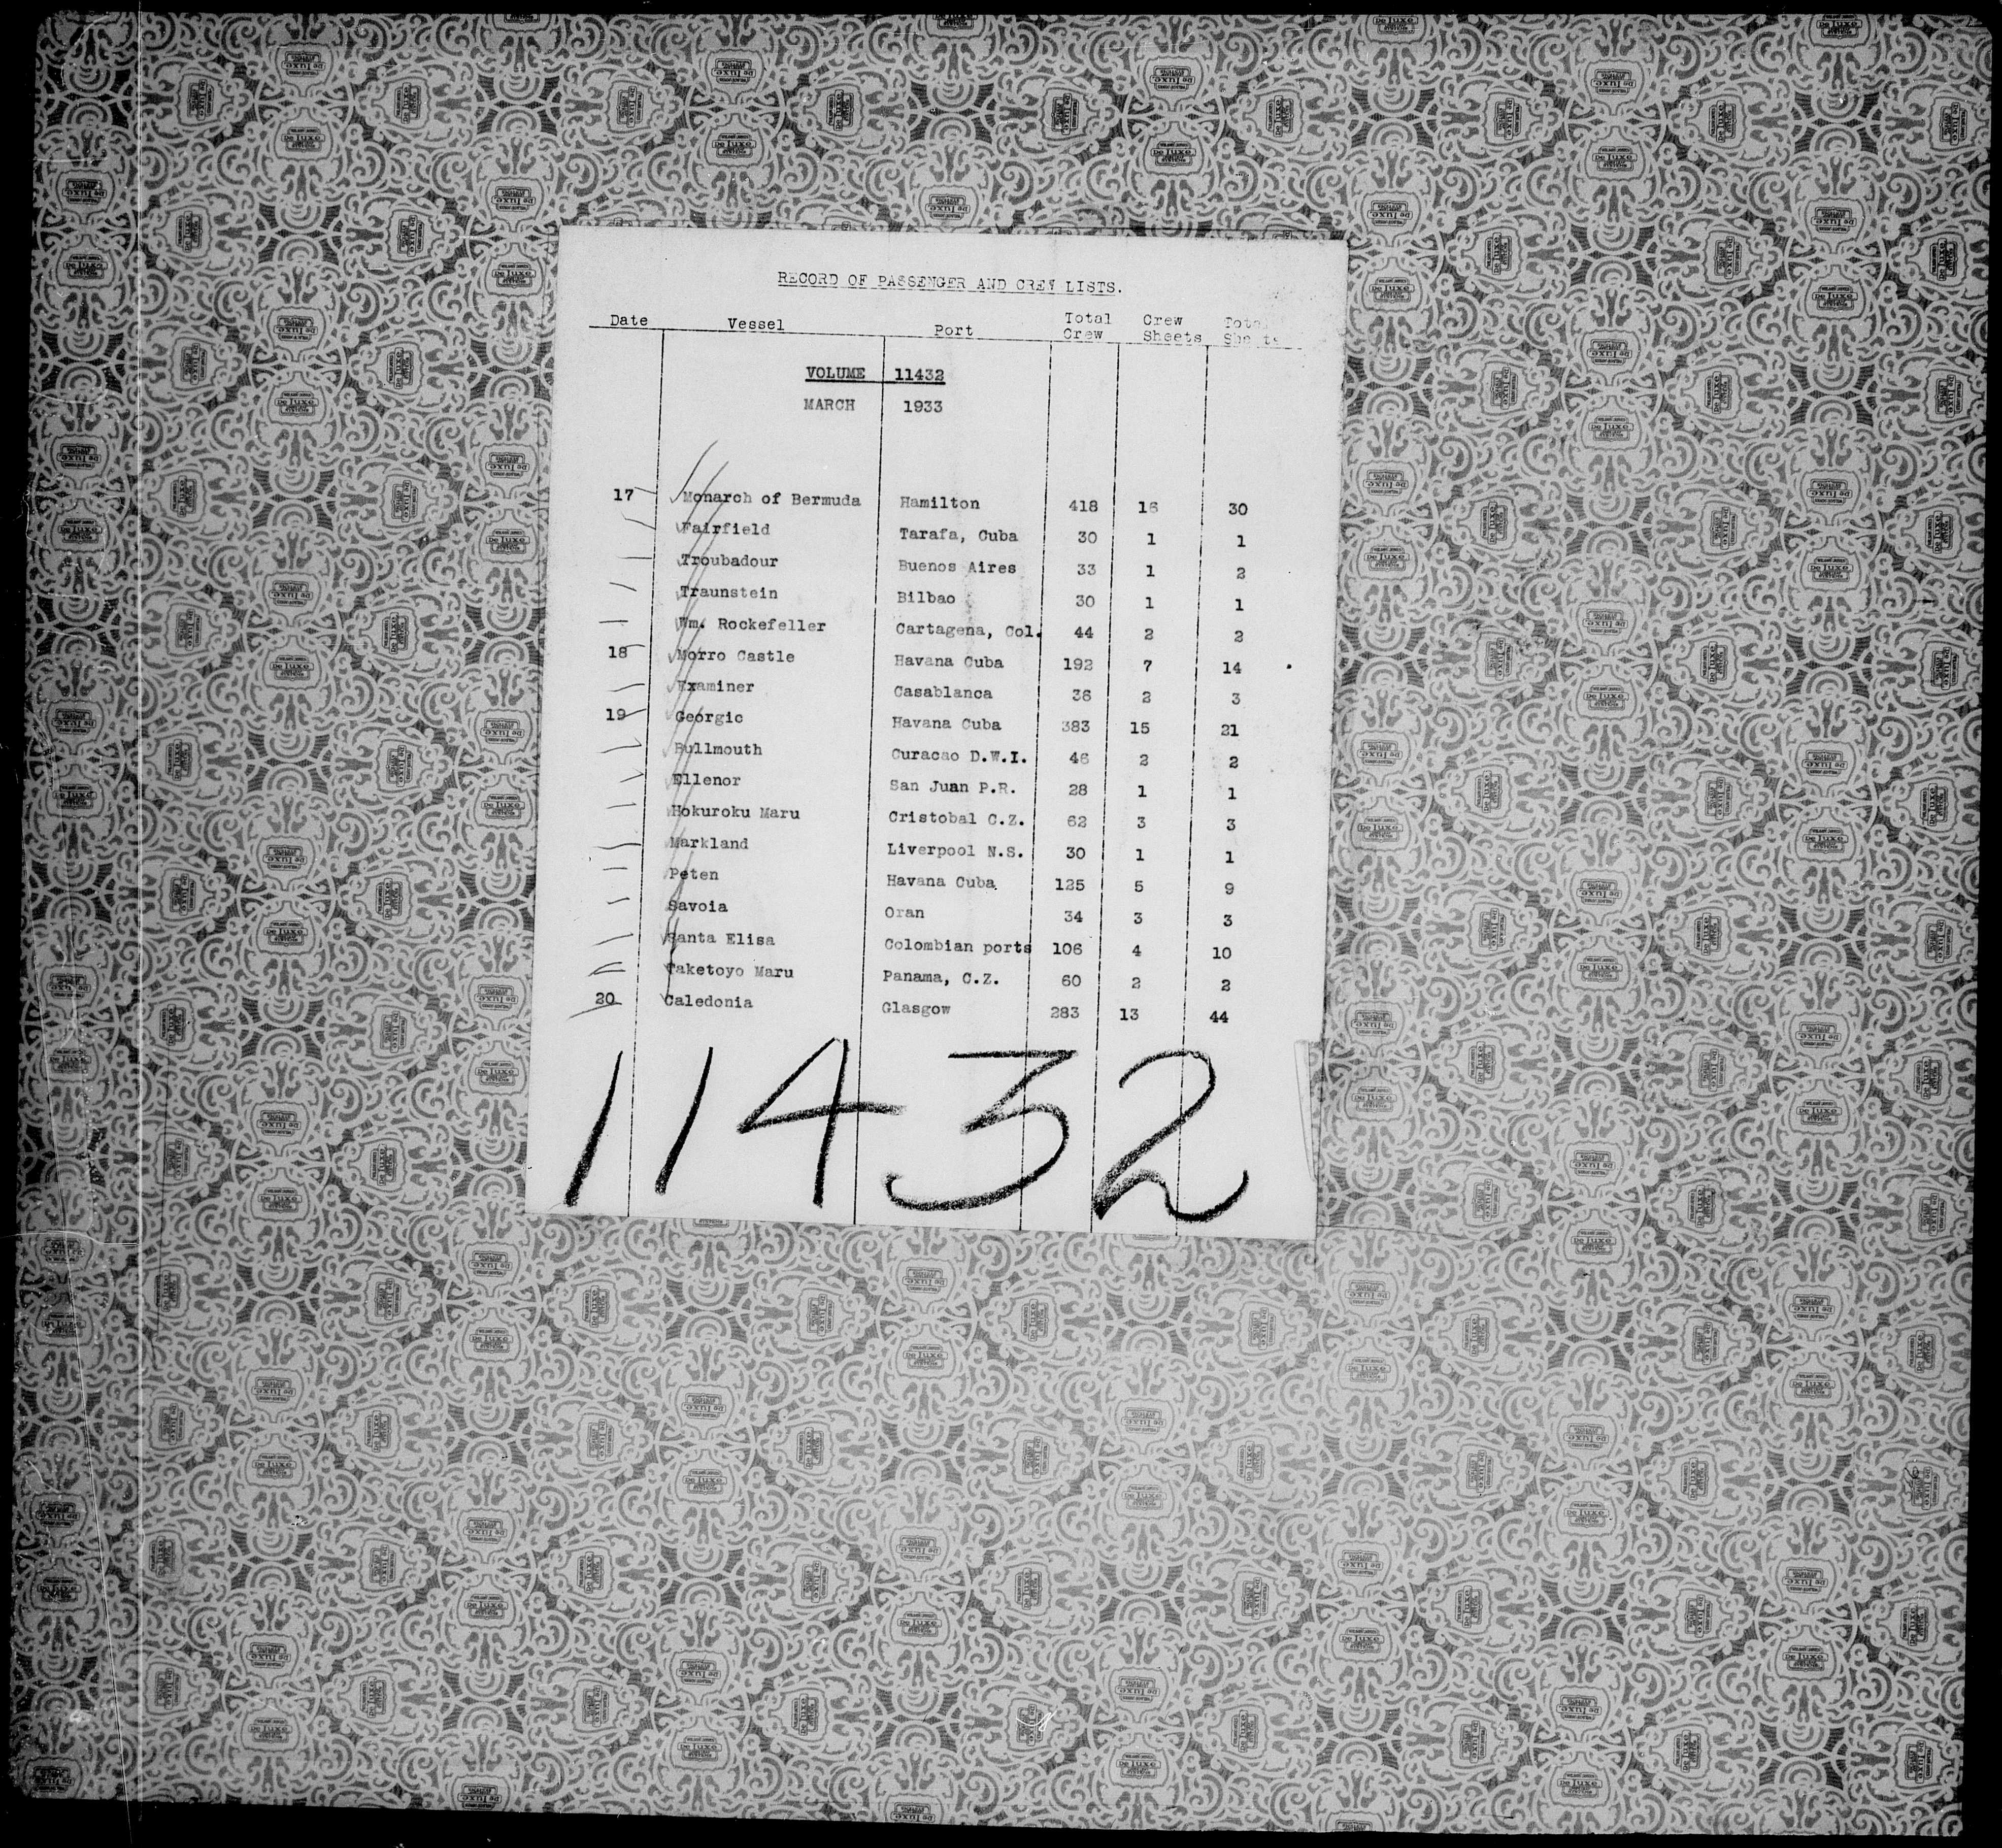 RECORD OF PASSENGER AND CREW LISTS.
Date Vessel Port Total Crew Crew Sheets Total Sheets
VOLUME 11432
MARCH 1933
17 Monarch of Bermuda Hamilton 418 16 30
Fairfield Tarafa, Cuba 30 1 1
Troubadour Buenos Aires 33 1 2
Traunstein Bilbao 30 1 1
Wm. Rockefeller Cartagena, Col. 44 2 2
18 Morro Castle Havana Cuba 192 7 14
Examiner Casablanca 36 2 3
19 Georgic Havana Cuba 383 15 21
Bullmouth Curacao D.W.I. 46 2 2
Ellenor San Juan P.R. 28 1 1
Hokuroku Maru Cristobal C.Z. 62 3 3
Markland Liverpool N.S. 30 1 1
Peten Havana Cuba 125 5 9
Savoia Oran 34 3 3
Santa Elisa Colombian ports 106 4 10
Taketoyo Maru Panama, C.Z. 60 2 2
20 Caledonia Glasgow 283 13 44
11432